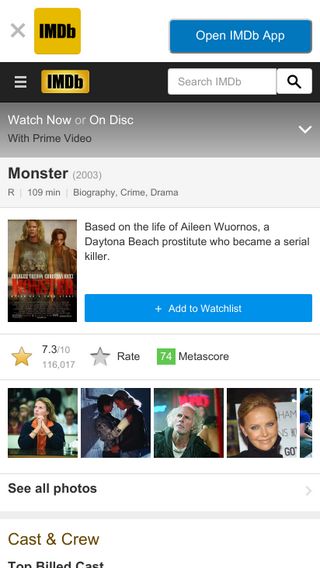 IMDb
Open IMDb App
IMDb
Search IMDb
Watch Now or On Disc
With Prime Video
Monster (2003)
R | 109 min | Biography, Crime, Drama
CHARLIZE THERON CHRISTINA RICCI
MONSTER
Based on the life of Aileen Wuornos, a
Daytona Beach prostitute who became a serial
killer.
+ Add to Watchlist
7.3/10
116,017
Rate
74 Metascore
See all photos
Cast & Crew
Top Billed Cast